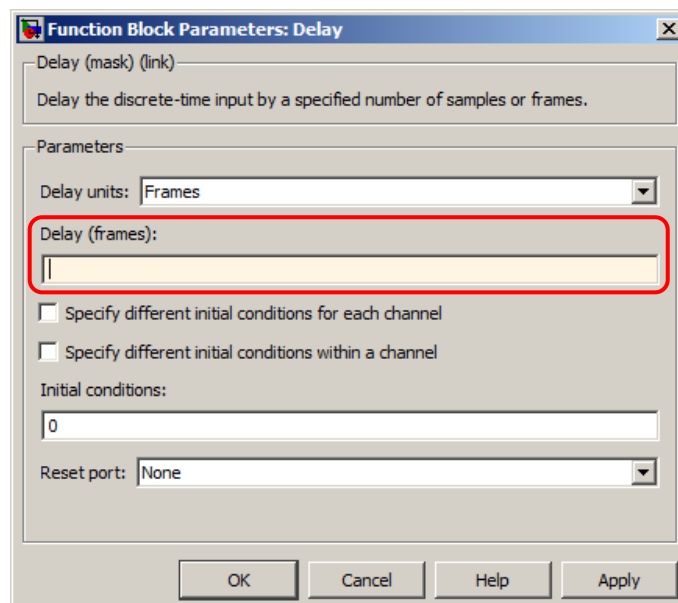 Function Block Parameters: Delay
Delay (mask) (link)
Delay the discrete-time input by a specified number of samples or frames.
Parameters
Delay units: Frames
Delay (frames):
Specify different initial conditions for each channel
Specify different initial conditions within a channel
Initial conditions:
0
Reset port: None
OK Cancel Help Apply